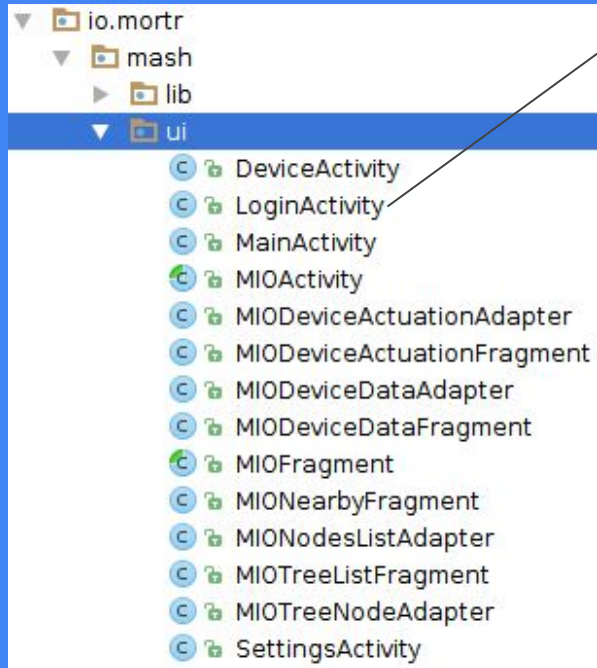 io.mortr
mash
lib
ui
DeviceActivity
LoginActivity
MainActivity
MIOActivity
MIODeviceActuationAdapter
MIODeviceActuationFragment
MIODeviceDataAdapter
MIODeviceDataFragment
MIOFragment
MIONearbyFragment
MIONodesListAdapter
MIOTreeListFragment
MIOTreeNodeAdapter
SettingsActivity